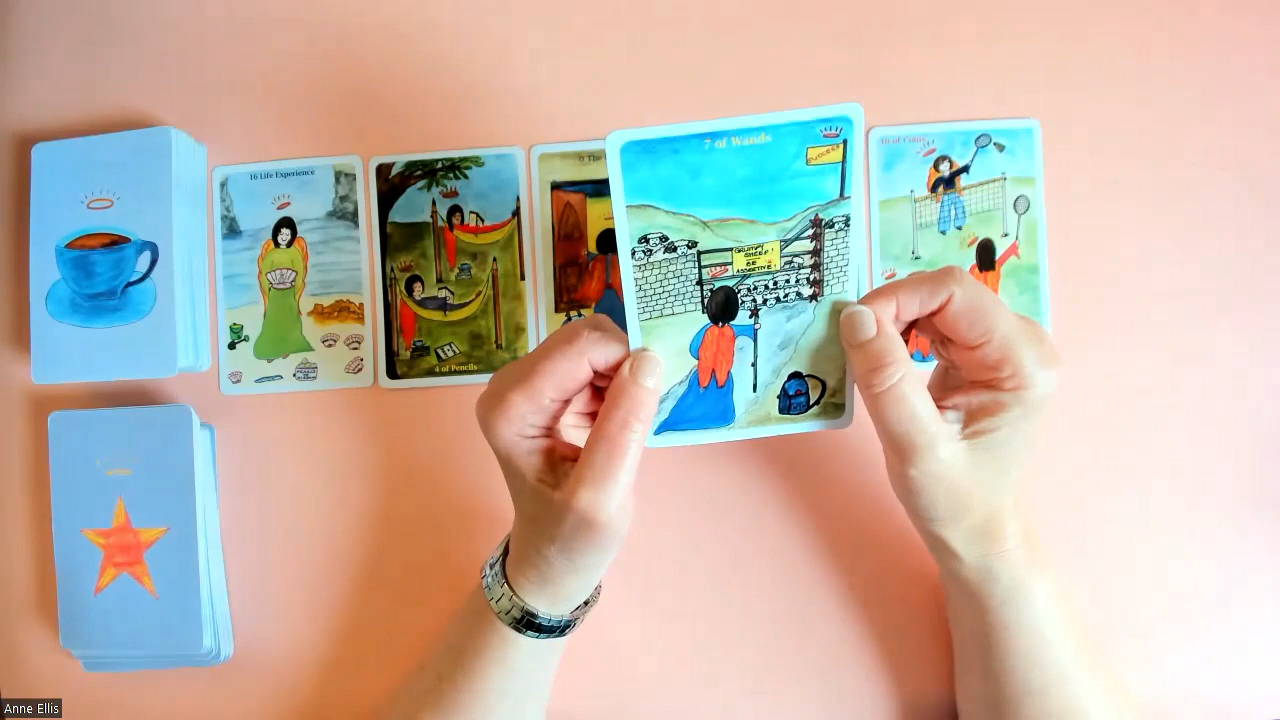 16 Life Experience
4 of Pencils
7 of Wands
SUCCESS
GRUMPY
SHEEP!
BE
ASSERTIVE!
Anne Ellis